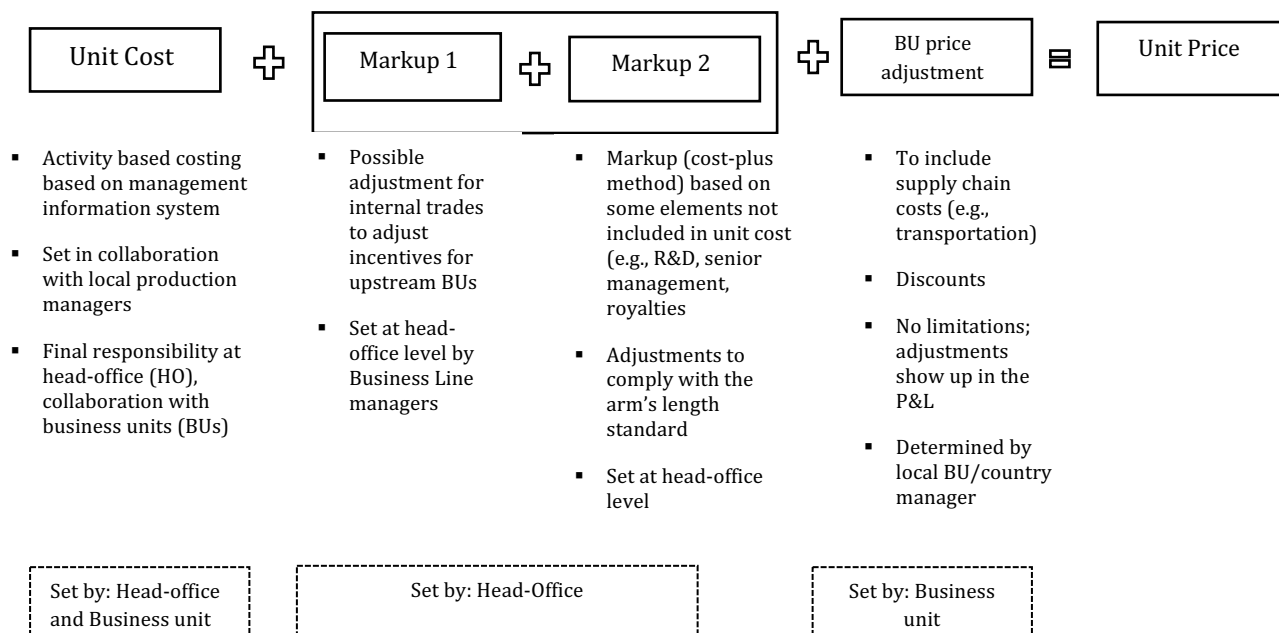 Unit Cost
Markup 1
Markup 2
BU price
adjustment
Unit Price
▪ Activity based costing
based on management
information system
▪ Set in collaboration
with local production
managers
▪ Final responsibility at
head-office (HO),
collaboration with
business units (BUs)
▪ Possible
adjustment for
internal trades
to adjust
incentives for
upstream BUs
▪ Set at head-
office level by
Business Line
managers
▪ Markup (cost-plus
method) based on
some elements not
included in unit cost
(e.g., R&D, senior
management,
royalties
▪ Adjustments to
comply with the
arm's length
standard
▪ Set at head-office
level
▪ To include
supply chain
costs (e.g.,
transportation)
▪ Discounts
▪ No limitations;
adjustments
show up in the
P&L
▪ Determined by
local BU/country
manager
Set by: Head-office
and Business unit
Set by: Head-Office
Set by: Business
unit